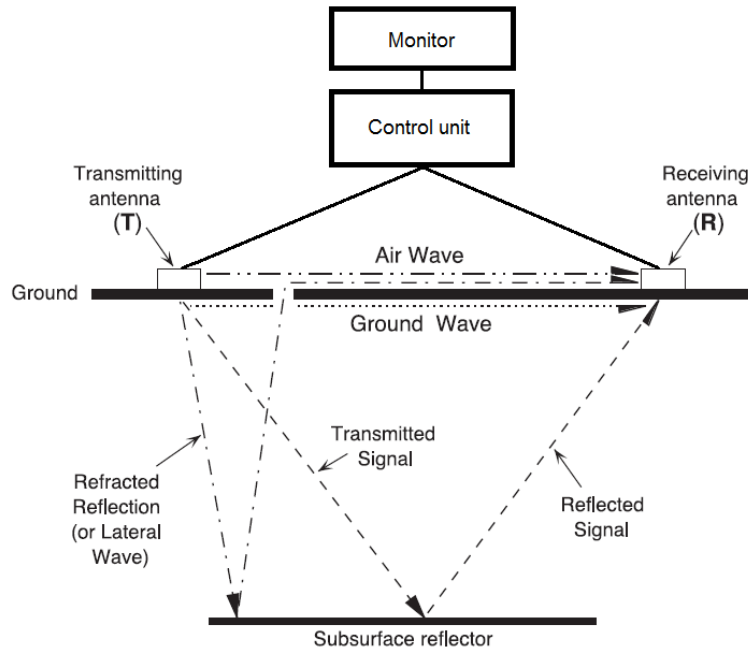 Monitor
Control unit
Transmitting
antenna
(T)
Receiving
antenna
(R)
Air Wave
Ground
Ground Wave
Transmitted
Signal
Refracted
Reflection
(or Lateral
Wave)
Reflected
Signal
Subsurface reflector